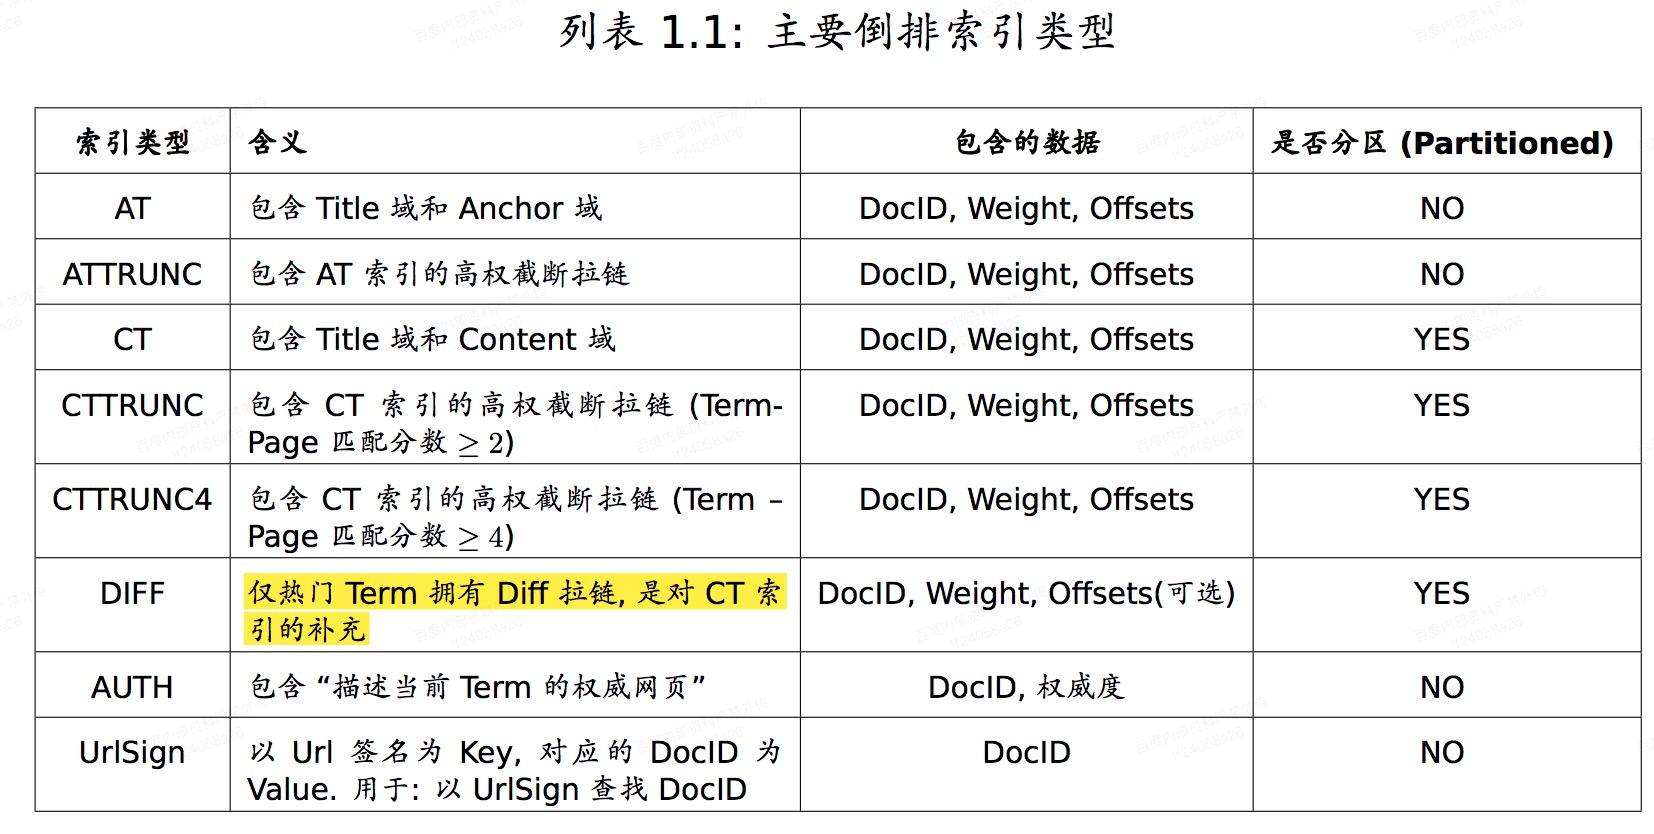 列表 1.1: 主要倒排索引类型
索引类型 含义 包含的数据 是否分区 (Partitioned)
AT 包含 Title 域和 Anchor 域 DocID, Weight, Offsets NO
ATTRUNC 包含 AT 索引的高权截断拉链 DocID, Weight, Offsets NO
CT 包含 Title 域和 Content 域 DocID, Weight, Offsets YES
CTTRUNC 包含 CT 索引的高权截断拉链 (Term- DocID, Weight, Offsets YES
Page 匹配分数 ≥ 2)
CTTRUNC4 包含 CT 索引的高权截断拉链 (Term – DocID, Weight, Offsets YES
Page 匹配分数 ≥ 4)
DIFF 仅热门 Term 拥有 Diff 拉链, 是对 CT 索 DocID, Weight, Offsets(可选) YES
引的补充
AUTH 包含 “描述当前 Term 的权威网页” DocID, 权威度 NO
UrlSign 以 Url 签名为 Key, 对应的 DocID 为 DocID NO
Value. 用于: 以 UrlSign 查找 DocID